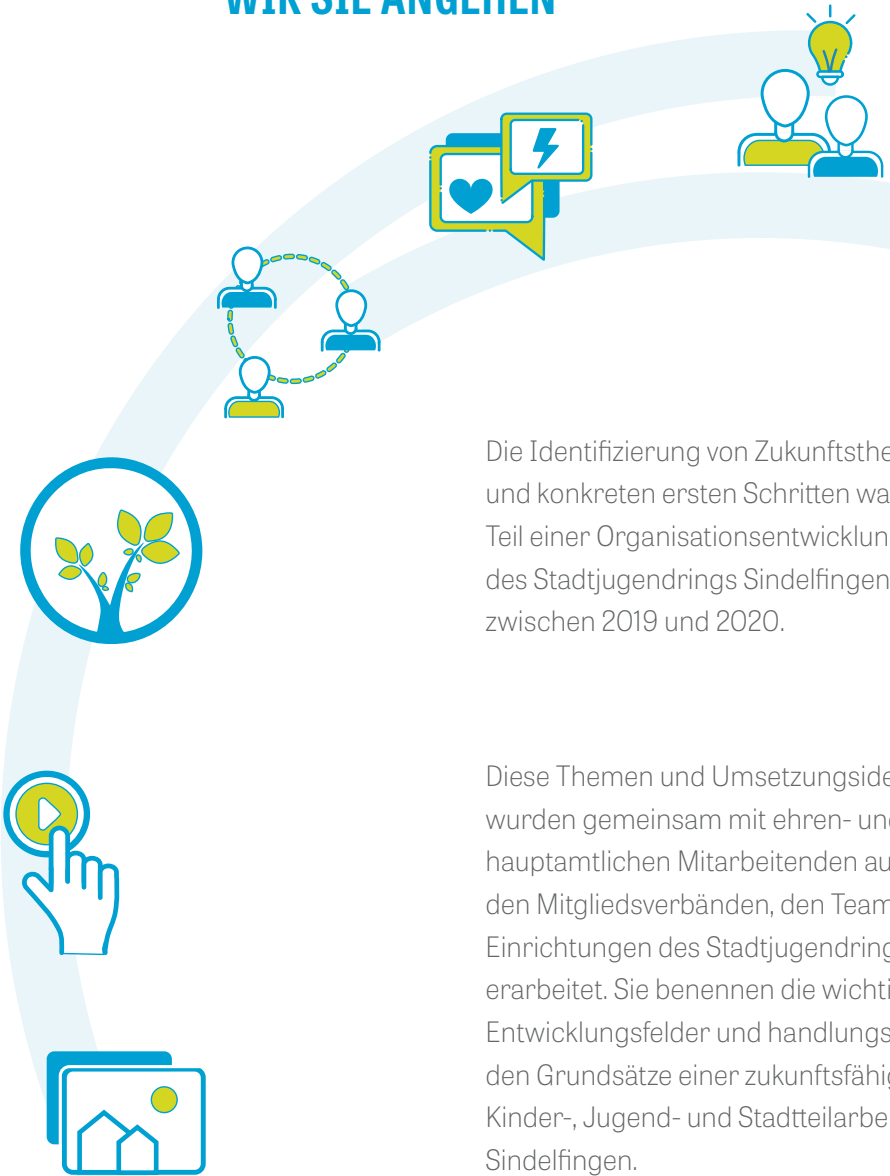 WIR SIE ANGEHEN
Die Identifizierung von Zukunftsthe
und konkreten ersten Schritten wa
Teil einer Organisationsentwicklun
des Stadtjugendrings Sindelfingen
zwischen 2019 und 2020.
Diese Themen und Umsetzungside
wurden gemeinsam mit ehren- und
hauptamtlichen Mitarbeitenden au
den Mitgliedsverbänden, den Team
Einrichtungen des Stadtjugendring
erarbeitet. Sie benennen die wichti
Entwicklungsfelder und handlungs
den Grundsätze einer zukunftsfähig
Kinder-, Jugend- und Stadtteilarbe
Sindelfingen.